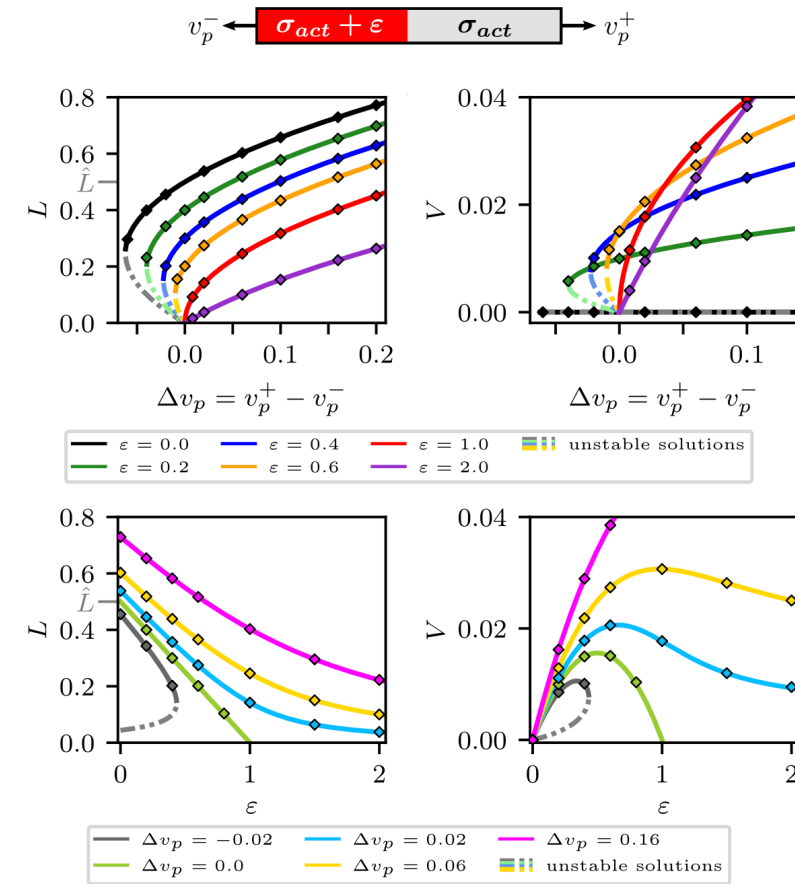 v_p^- σ_act + ε σ_act v_p^+
0.8
0.6
L̂
0.4
0.2
0.0
L
0.0 0.1 0.2
Δv_p = v_p^+ − v_p^-
0.04
0.02
0.00
V
0.0 0.1
Δv_p = v_p^+ − v_p^-
ε = 0.0 ε = 0.4 ε = 1.0 unstable solutions
ε = 0.2 ε = 0.6 ε = 2.0
0.8
0.6
L̂
0.4
0.2
0.0
L
0 1 2
ε
0.04
0.02
0.00
V
0 1 2
ε
Δv_p = −0.02 Δv_p = 0.02 Δv_p = 0.16
Δv_p = 0.0 Δv_p = 0.06 unstable solutions